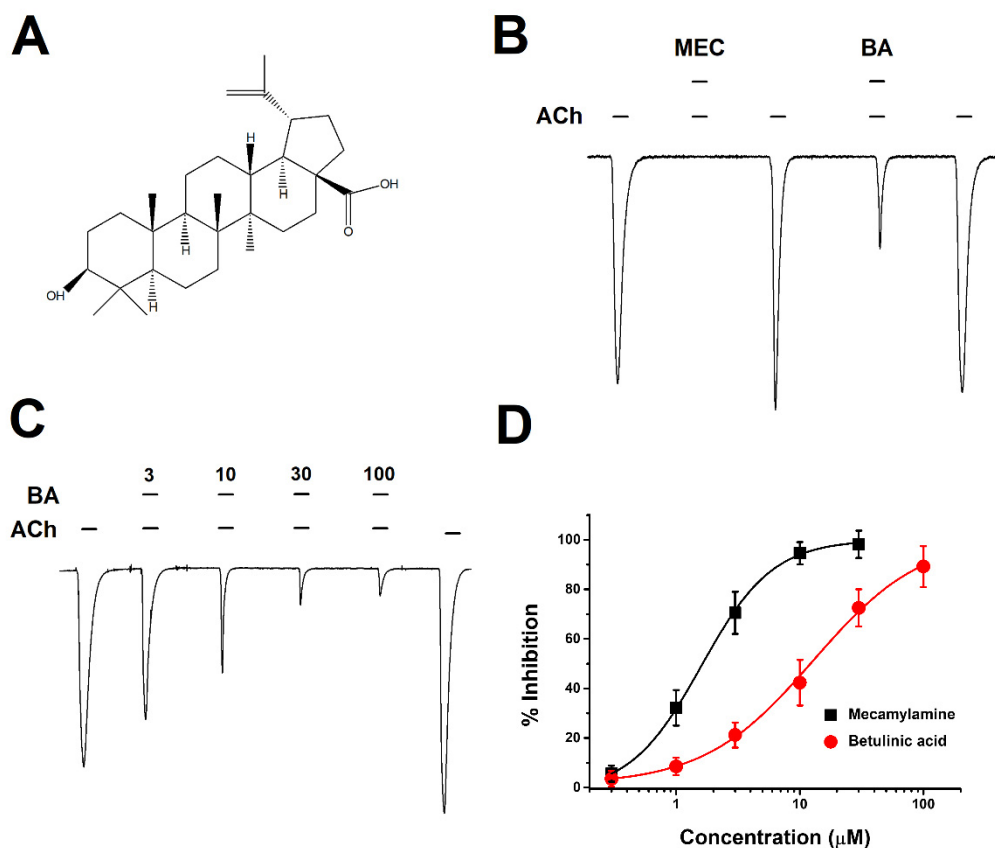 A
H
H
OH
O
H
OH
H
B
MEC BA
ACh
C
3 10 30 100
BA
ACh
D
100
80
60
40
20
0
% Inhibition
Mecamylamine
Betulinic acid
1 10 100
Concentration (μM)